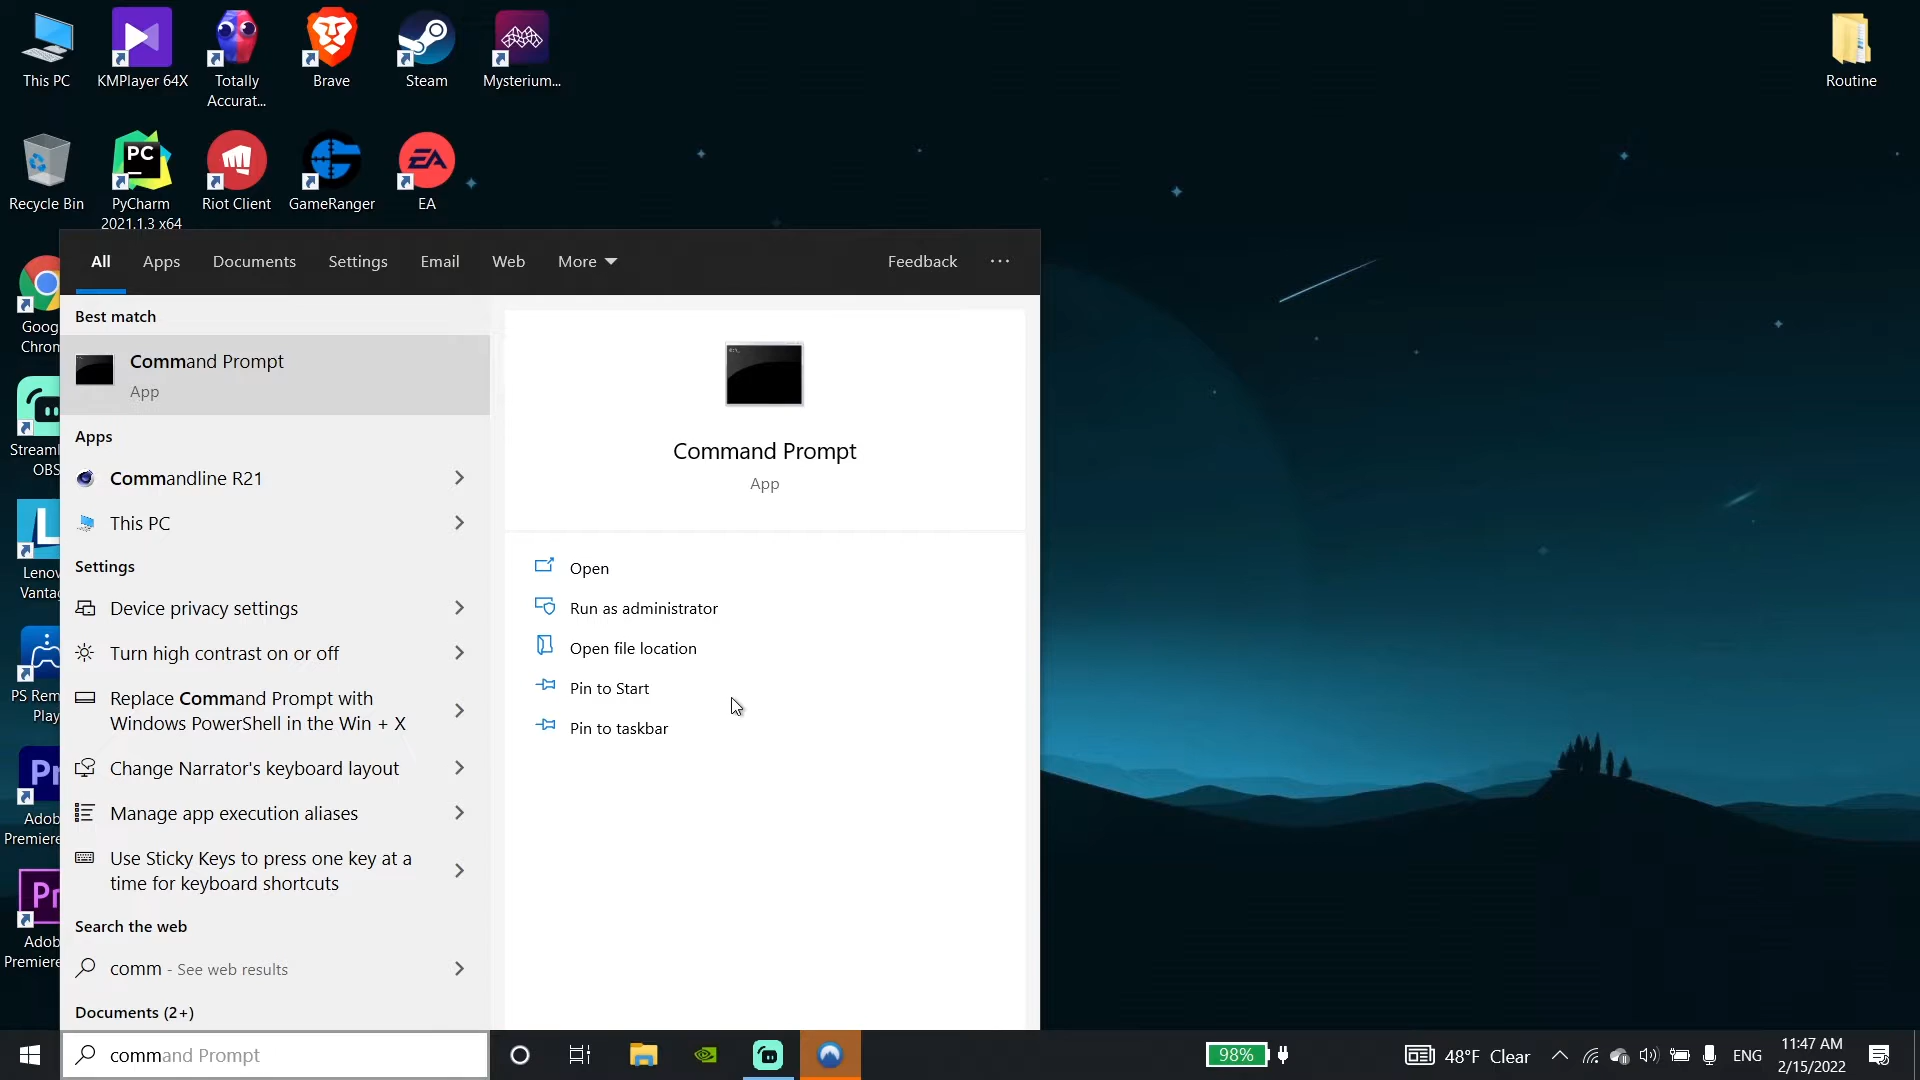 This PC
KMPlayer 64X
Totally
Accurat...
Brave
Steam
Mysterium...
Routine
Recycle Bin
PC
PyCharm
2021.1.3 x64
Riot Client
GameRanger
EA
EA
Goog
Chrom
Streaml
OBS
Lenov
Vantag
PS Rem
Play
Pr
Adob
Premiere
Pr
Adob
Premiere
All
Apps
Documents
Settings
Email
Web
More
Feedback
Best match
Command Prompt
App
Apps
Commandline R21
This PC
Settings
Device privacy settings
Turn high contrast on or off
Replace Command Prompt with
Windows PowerShell in the Win + X
Change Narrator's keyboard layout
Manage app execution aliases
Use Sticky Keys to press one key at a
time for keyboard shortcuts
Search the web
comm - See web results
Documents (2+)
Command Prompt
App
Open
Run as administrator
Open file location
Pin to Start
Pin to taskbar
command Prompt
98%
48°F Clear
ENG
11:47 AM
2/15/2022